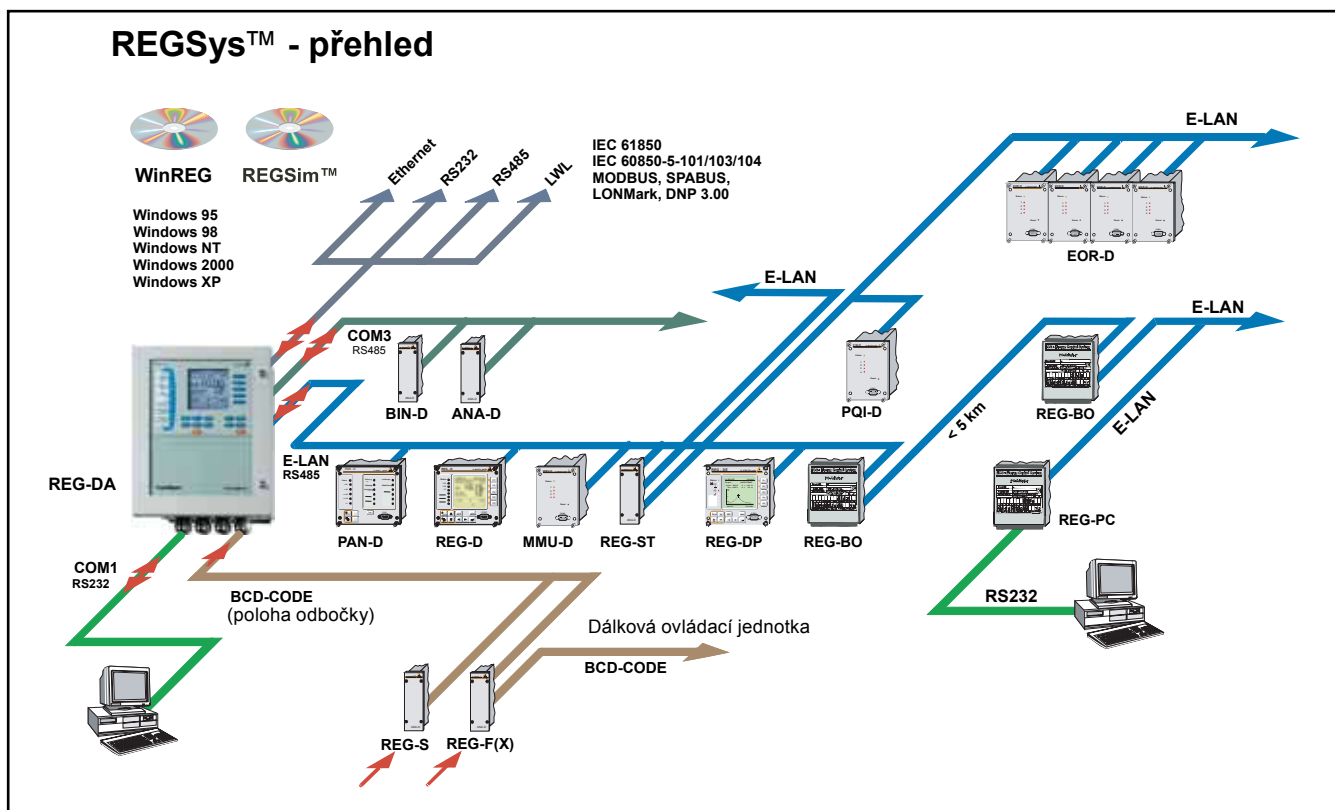 REGSys™ - přehled
WinREG
REGSim™
Windows 95
Windows 98
Windows NT
Windows 2000
Windows XP
Ethernet
RS232
RS485
LWL
IEC 61850
IEC 60850-5-101/103/104
MODBUS, SPABUS,
LONMark, DNP 3.00
E-LAN
EOR-D
E-LAN
E-LAN
COM3
RS485
BIN-D
ANA-D
PQI-D
REG-BO
< 5 km
E-LAN
REG-DA
E-LAN
RS485
PAN-D
REG-D
MMU-D
REG-ST
REG-DP
REG-BO
REG-PC
COM1
RS232
BCD-CODE
(poloha odbočky)
RS232
Dálková ovládací jednotka
BCD-CODE
REG-S
REG-F(X)